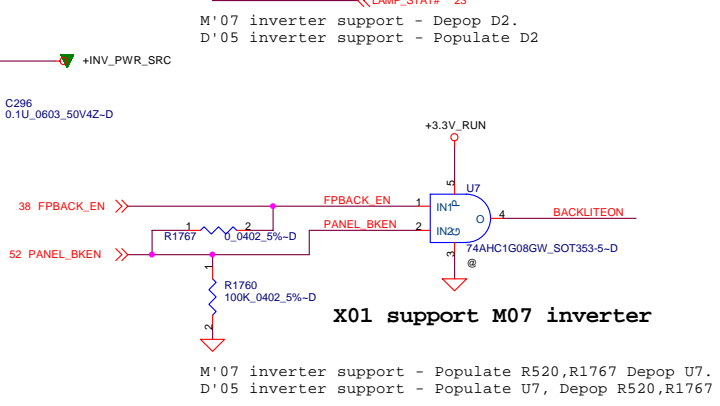 LAMP_STAT# 23
M'07 inverter support - Depop D2.
D'05 inverter support - Populate D2
+INV_PWR_SRC
C296
0.1U_0603_50V4Z~D
+3.3V_RUN
5
U7
38 FPBACK_EN
FPBACK_EN
1
IN1
P
O
4
BACKLITEON
1
2
R1767
0_0402_5%~D
PANEL_BKEN
2
IN2
G
3
74AHC1G08GW_SOT353-5~D
@
52 PANEL_BKEN
1
R1760
100K_0402_5%~D
2
X01 support M07 inverter
M'07 inverter support - Populate R520,R1767 Depop U7.
D'05 inverter support - Populate U7, Depop R520,R1767